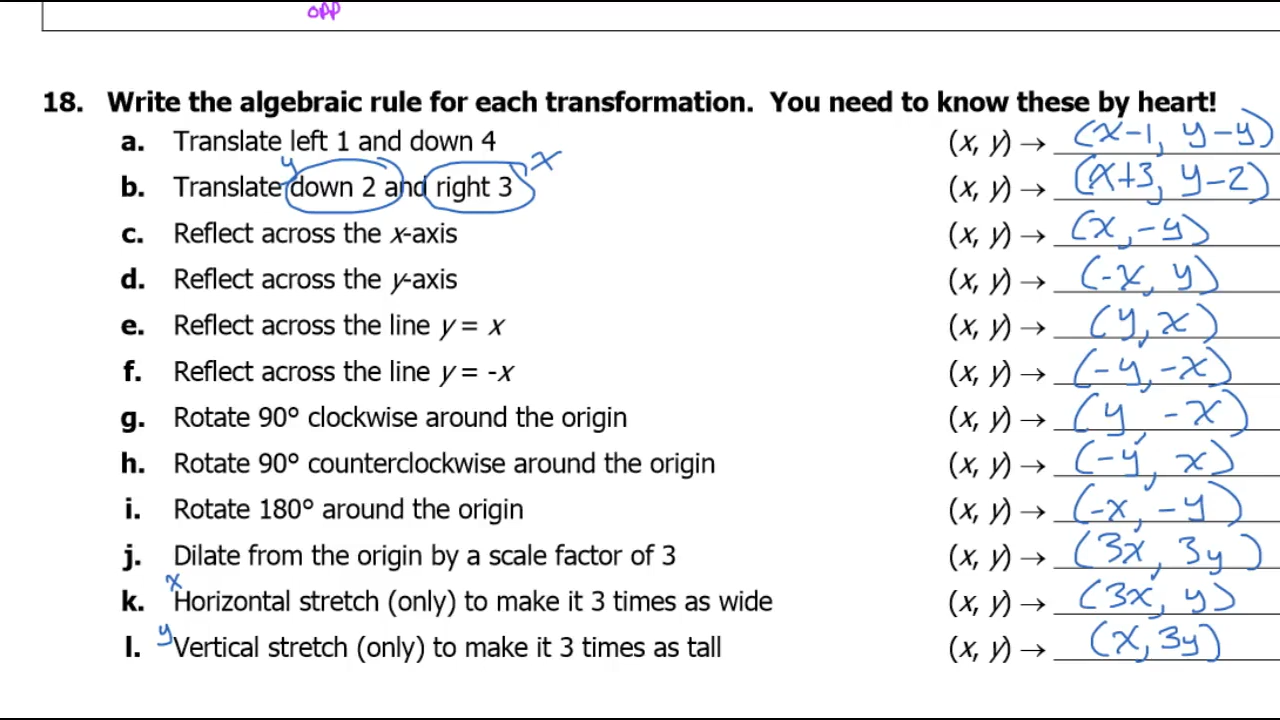 opp
18. Write the algebraic rule for each transformation. You need to know these by heart!
a. Translate left 1 and down 4 (x, y) → (x-1, y-y)
y x
b. Translate down 2 and right 3 (x, y) → (x+3, y-2)
c. Reflect across the x-axis (x, y) → (x, -y)
d. Reflect across the y-axis (x, y) → (-x, y)
e. Reflect across the line y = x (x, y) → (y, x)
f. Reflect across the line y = -x (x, y) → (-y, -x)
g. Rotate 90° clockwise around the origin (x, y) → (y, -x)
h. Rotate 90° counterclockwise around the origin (x, y) → (-y, x)
i. Rotate 180° around the origin (x, y) → (-x, -y)
j. Dilate from the origin by a scale factor of 3 (x, y) → (3x, 3y)
x
k. Horizontal stretch (only) to make it 3 times as wide (x, y) → (3x, y)
l. y Vertical stretch (only) to make it 3 times as tall (x, y) → (x, 3y)